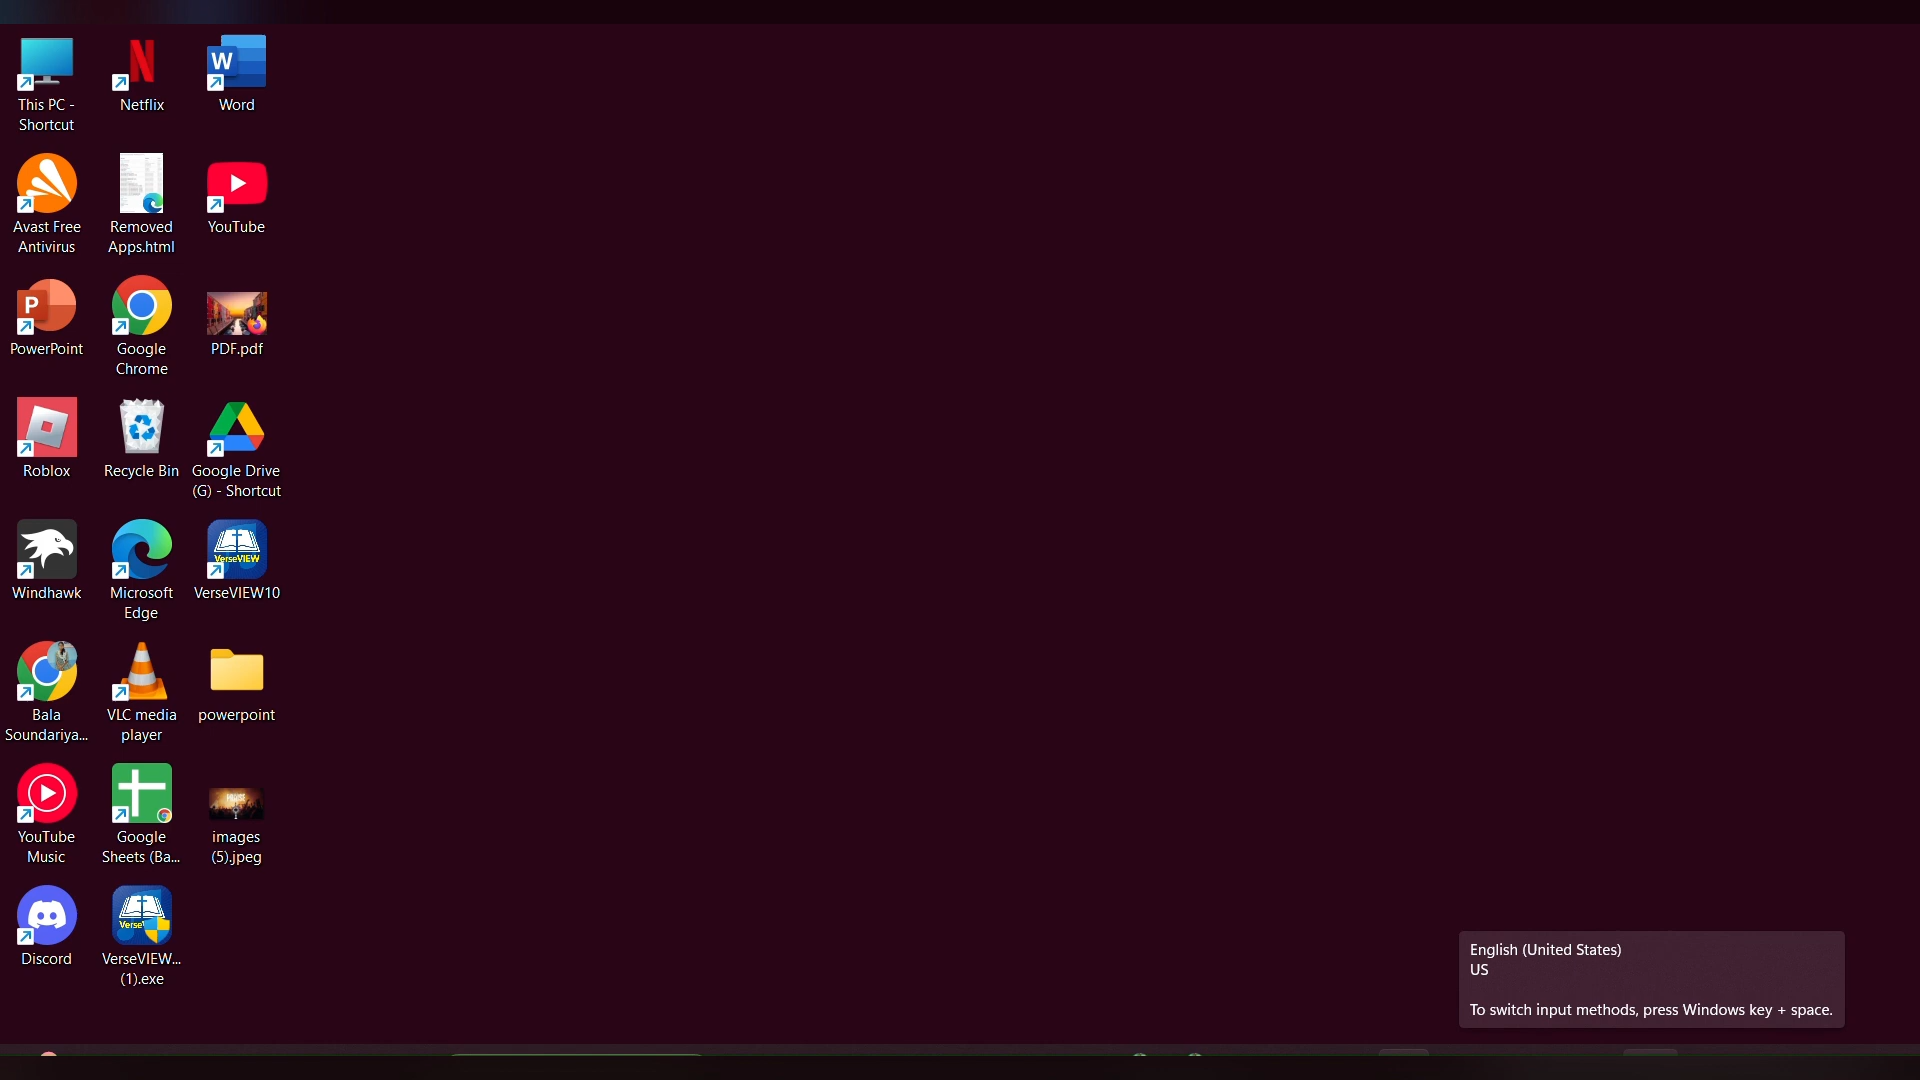 This PC -
Shortcut
Netflix
W
Word
Avast Free
Antivirus
Removed
Apps.html
YouTube
P
PowerPoint
Google
Chrome
PDF.pdf
Roblox
Recycle Bin
Google Drive
(G) - Shortcut
Windhawk
Microsoft
Edge
VerseVIEW
VerseVIEW10
Bala
Soundariya...
VLC media
player
powerpoint
YouTube
Music
Google
Sheets (Ba...
images
(5).jpeg
Discord
VerseVIEW...
(1).exe
English (United States)
US
To switch input methods, press Windows key + space.